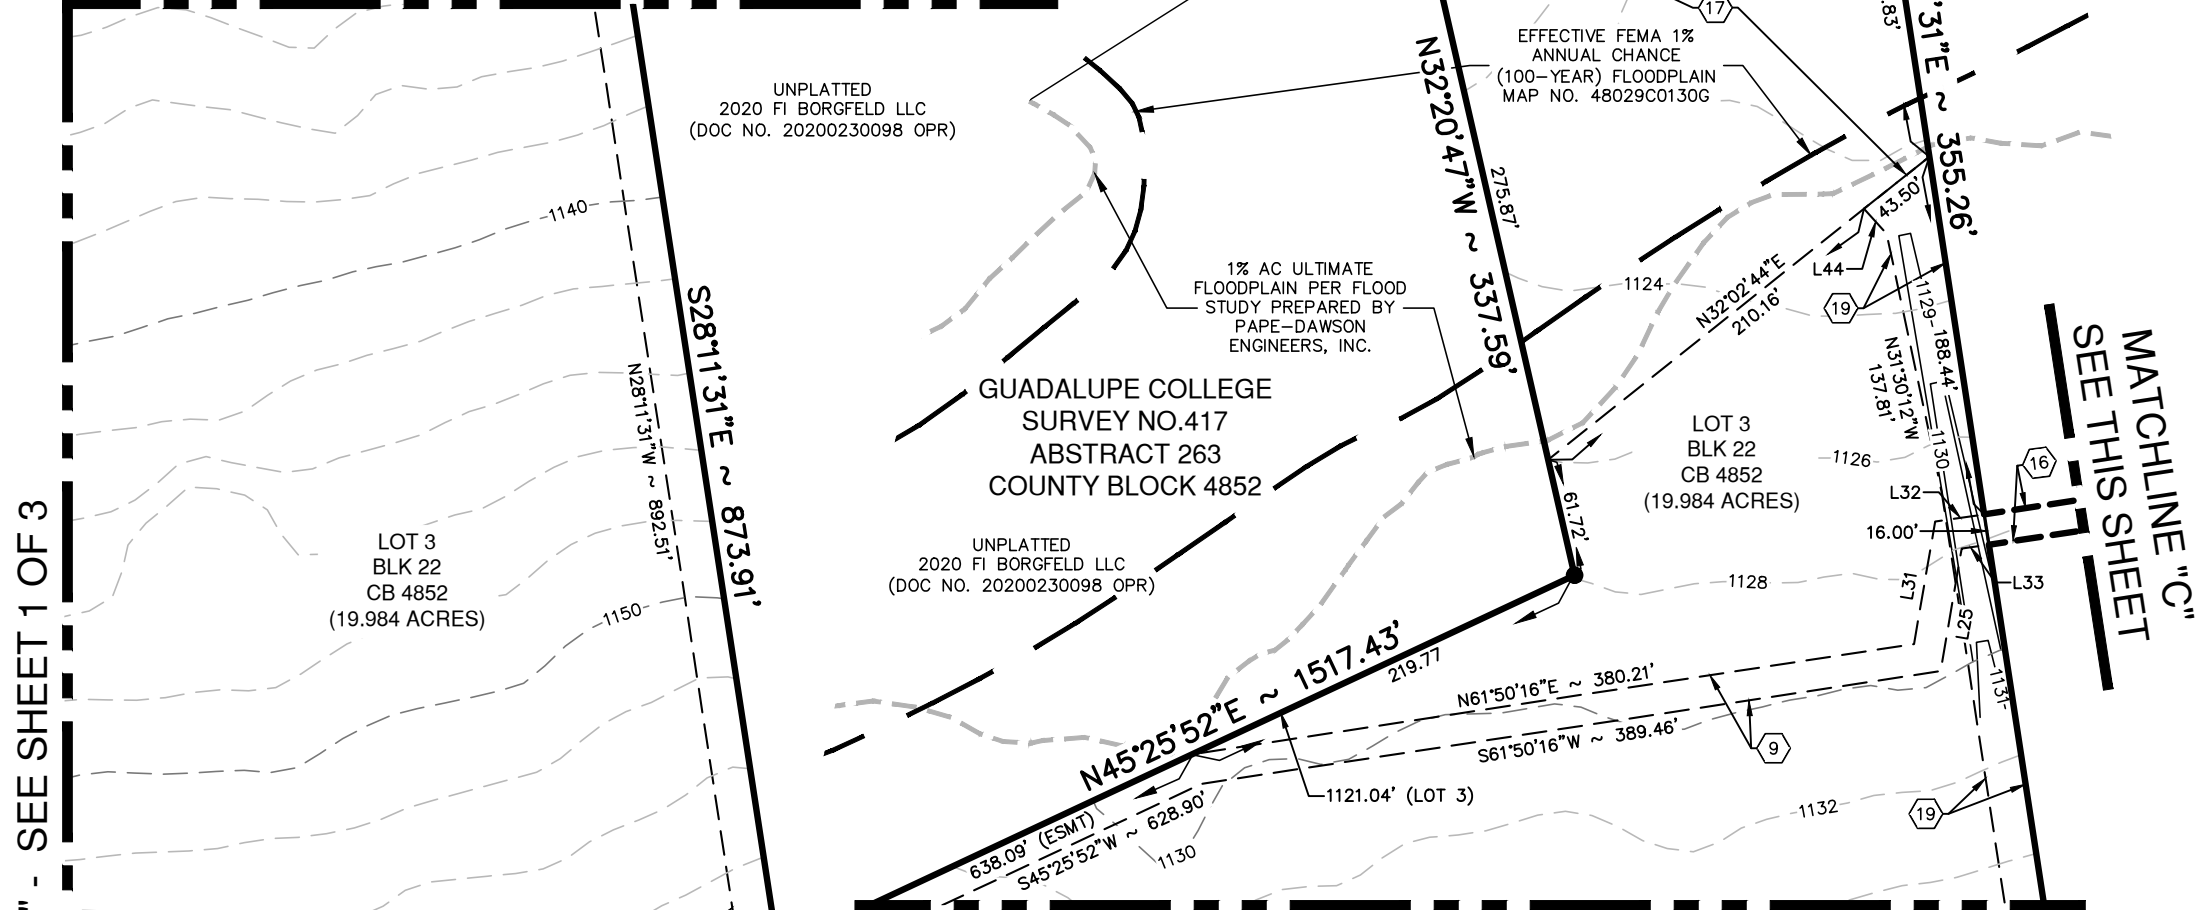 17
EFFECTIVE FEMA 1%
ANNUAL CHANCE
(100-YEAR) FLOODPLAIN
MAP NO. 48029C0130G
UNPLATTED
2020 FI BORGFELD LLC
(DOC NO. 20200230098 OPR)
N32°20'47"W ~ 337.59'
275.87'
.83'
'31"E ~ 355.26'
43.50'
1140
S28°11'31"E ~ 873.91'
N28°11'31"W ~ 892.51'
1% AC ULTIMATE
FLOODPLAIN PER FLOOD
STUDY PREPARED BY
PAPE-DAWSON
ENGINEERS, INC.
1124
N32°02'44"E
210.16'
L44
19
1129
188.44'
N31°30'12"W
137.81'
MATCHLINE "C"
SEE THIS SHEET
GUADALUPE COLLEGE
SURVEY NO.417
ABSTRACT 263
COUNTY BLOCK 4852
LOT 3
BLK 22
CB 4852
(19.984 ACRES)
1126
1130
16
L32
16.00'
L33
L31
L25
61.72'
1128
UNPLATTED
2020 FI BORGFELD LLC
(DOC NO. 20200230098 OPR)
LOT 3
BLK 22
CB 4852
(19.984 ACRES)
1150
" - SEE SHEET 1 OF 3
N45°25'52"E ~ 1517.43'
219.77
N61°50'16"E ~ 380.21'
S61°50'16"W ~ 389.46'
9
1131
1121.04' (LOT 3)
19
1132
638.09' (ESMT)
S45°25'52"W ~ 628.90'
1130